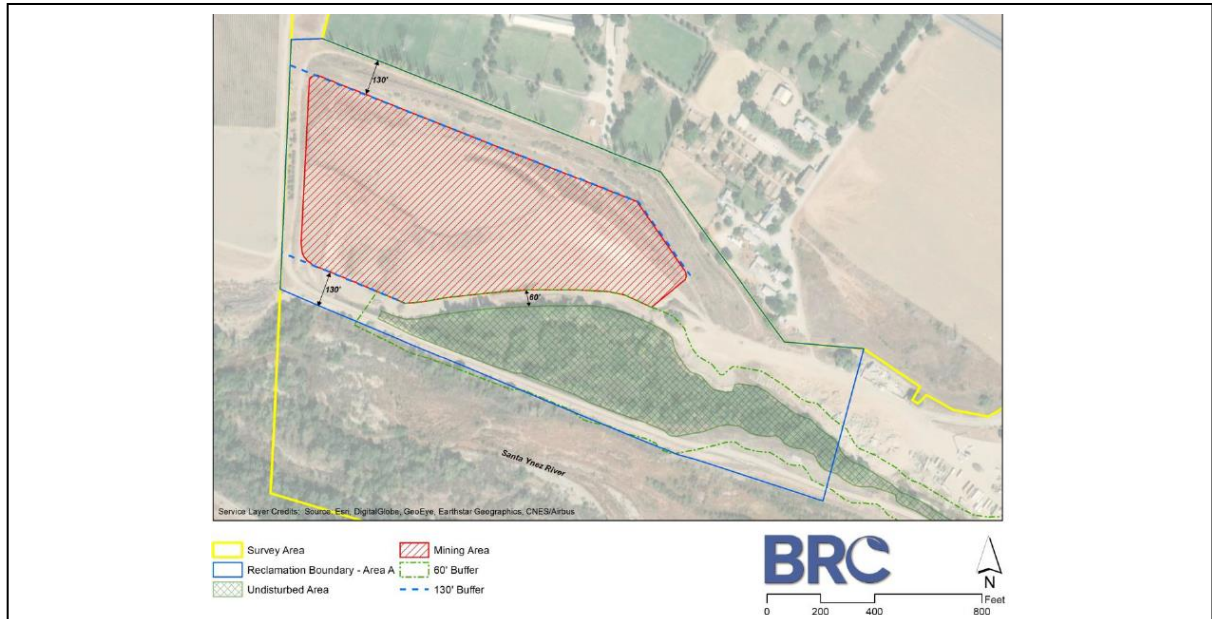 130'
130'
60'
Santa Ynez River
Service Layer Credits: Source: Esri, DigitalGlobe, GeoEye, Earthstar Geographics, CNES/Airbus
Survey Area
Mining Area
Reclamation Boundary - Area A
60' Buffer
Undisturbed Area
130' Buffer
BRC
N
Feet
0 200 400 800